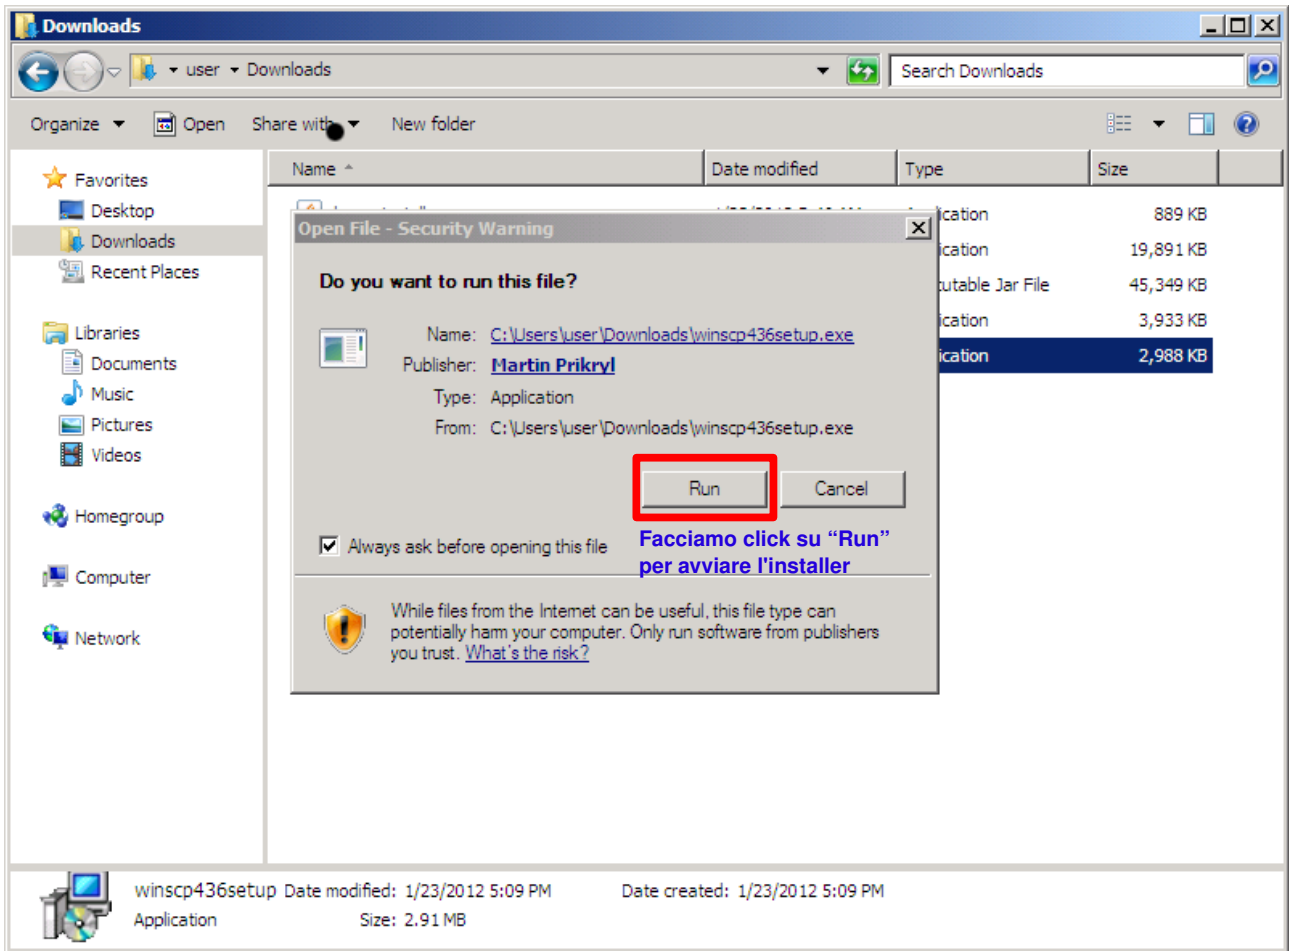 Downloads
user Downloads
Search Downloads
Organize Open Share with New folder
Name Date modified Type Size
Favorites
Desktop
Downloads
Recent Places
Libraries
Documents
Music
Pictures
Videos
Homegroup
Computer
Network
889 KB
19,891 KB
Jar File 45,349 KB
3,933 KB
2,988 KB
Open File - Security Warning
Do you want to run this file?
Name: C:\Users\user\Downloads\winscp436setup.exe
Publisher: Martin Prikryl
Type: Application
From: C:\Users\user\Downloads\winscp436setup.exe
Run Cancel
Facciamo click su “Run”
per avviare l'installer
Always ask before opening this file
While files from the Internet can be useful, this file type can
potentially harm your computer. Only run software from publishers
you trust. What's the risk?
winscp436setup Date modified: 1/23/2012 5:09 PM Date created: 1/23/2012 5:09 PM
Application Size: 2.91 MB